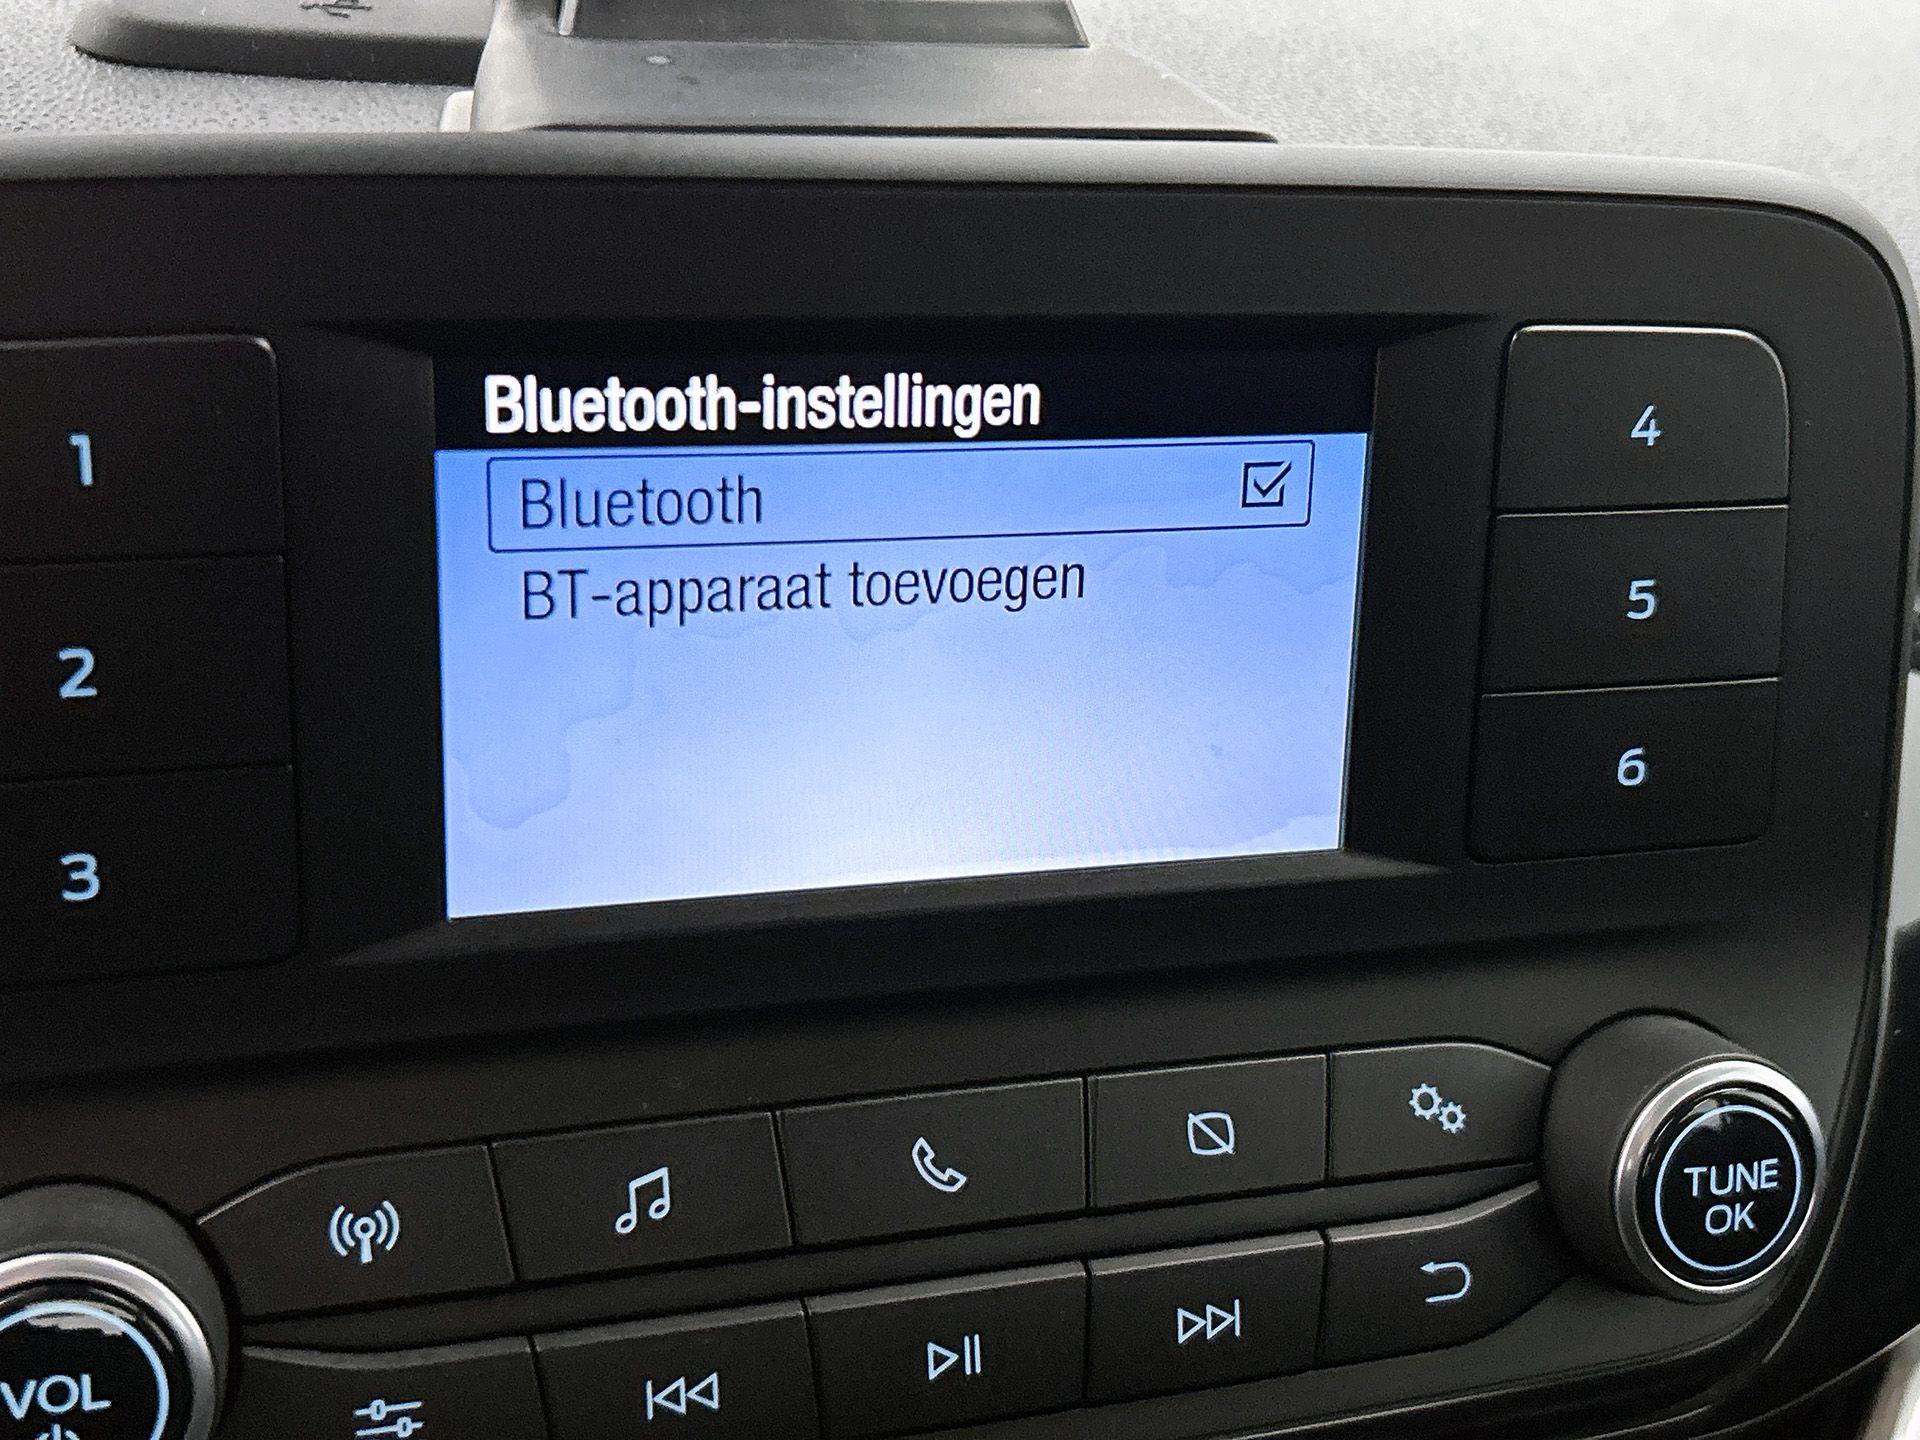 Bluetooth-instellingen
Bluetooth
BT-apparaat toevoegen
1
2
3
4
5
6
TUNE
OK
VOL